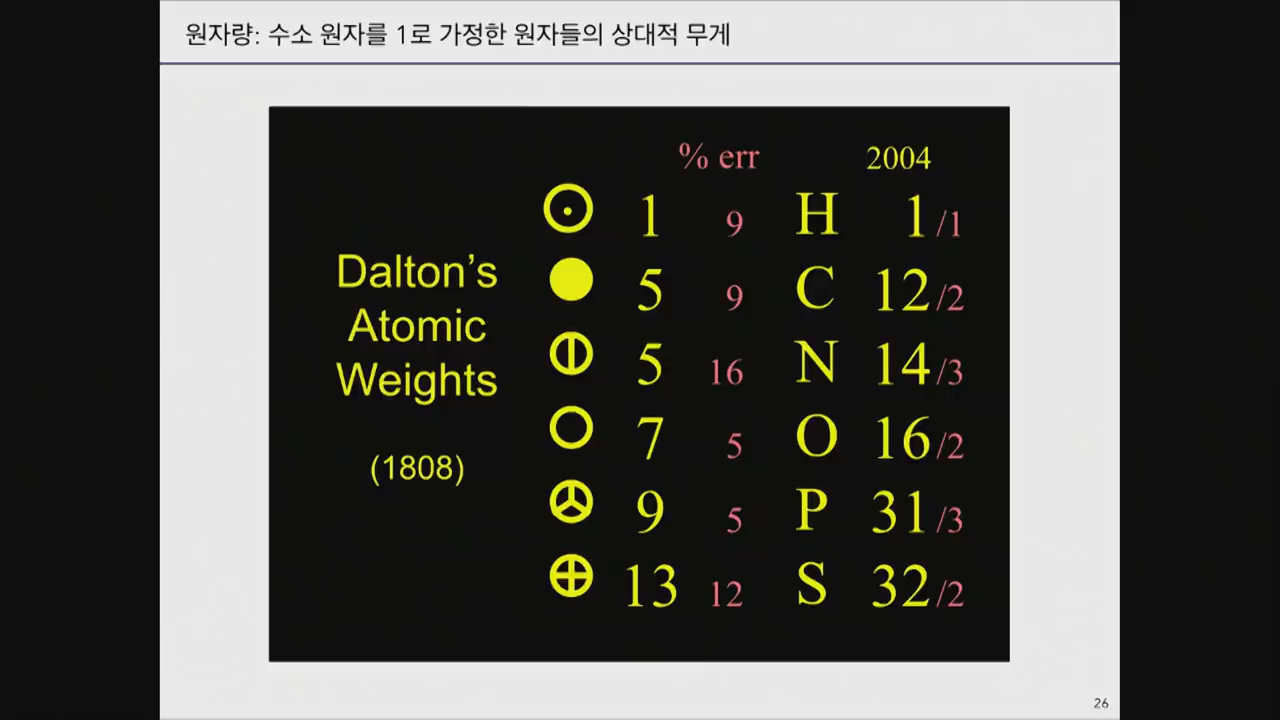 원자량: 수소 원자를 1로 가정한 원자들의 상대적 무게
% err 2004
Dalton's
Atomic
Weights
(1808)
1 9 H 1/1
5 9 C 12/2
5 16 N 14/3
7 5 O 16/2
9 5 P 31/3
13 12 S 32/2
26